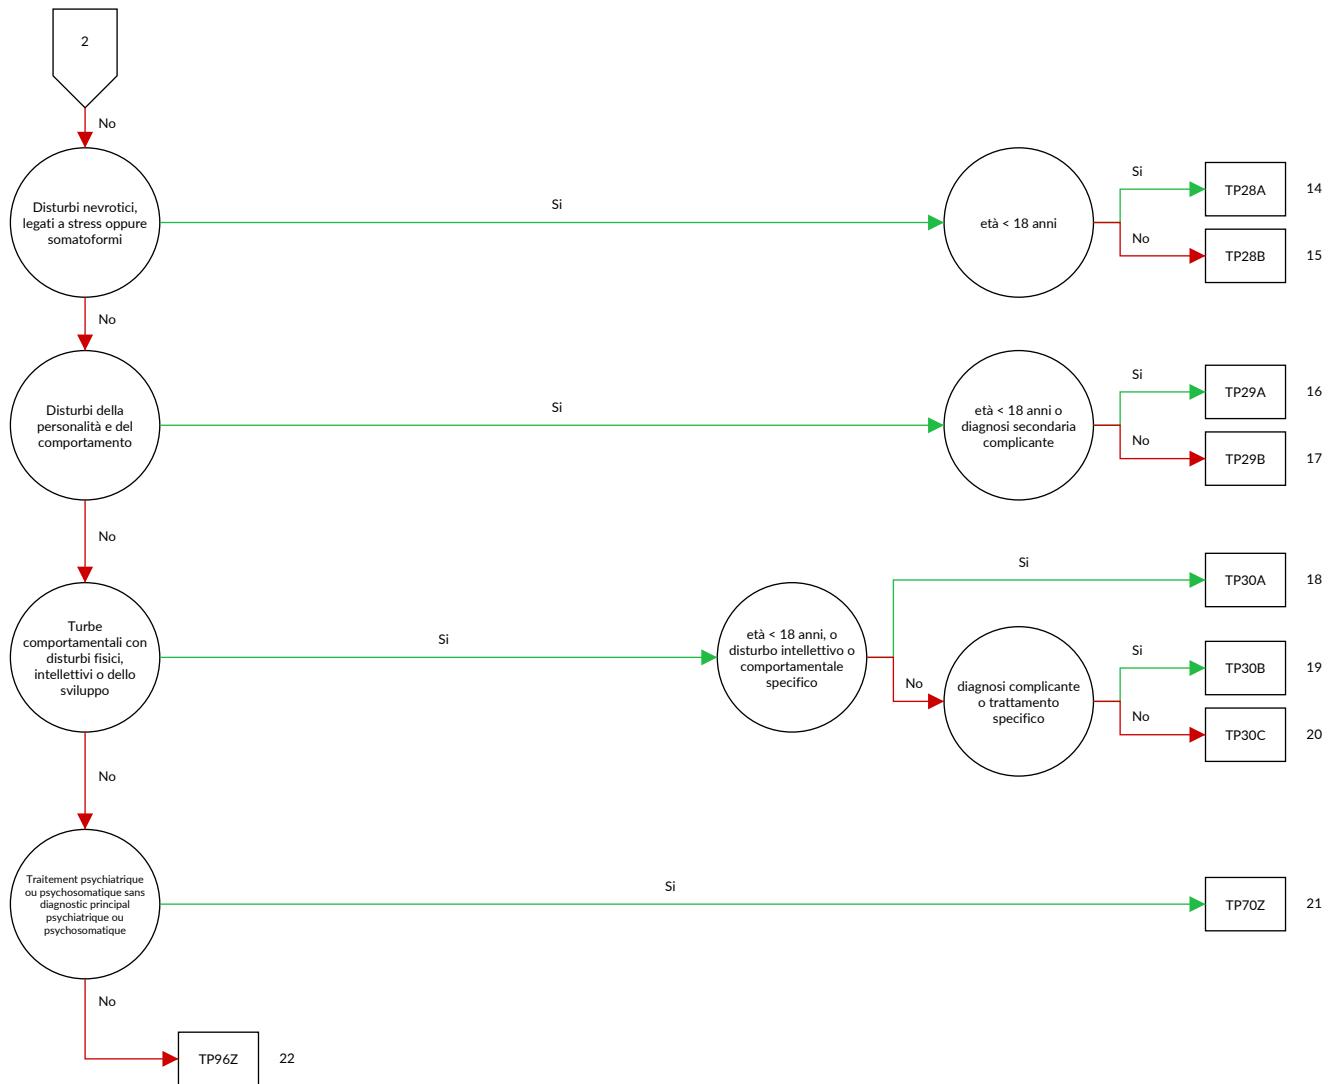 2
No
Disturbi nevrotici,
legati a stress oppure
somatoformi
Si
età < 18 anni
Si
TP28A
14
No
TP28B
15
No
Disturbi della
personalità e del
comportamento
Si
età < 18 anni o
diagnosi secondaria
complicante
Si
TP29A
16
No
TP29B
17
No
Turbe
comportamentali con
disturbi fisici,
intellettivi o dello
sviluppo
Si
età < 18 anni, o
disturbo intellettivo o
comportamentale
specifico
Si
TP30A
18
No
diagnosi complicante
o trattamento
specifico
Si
TP30B
19
No
TP30C
20
No
Traitement psychiatrique
ou psychosomatique sans
diagnostic principal
psychiatrique ou
psychosomatique
Si
TP70Z
21
No
TP96Z
22